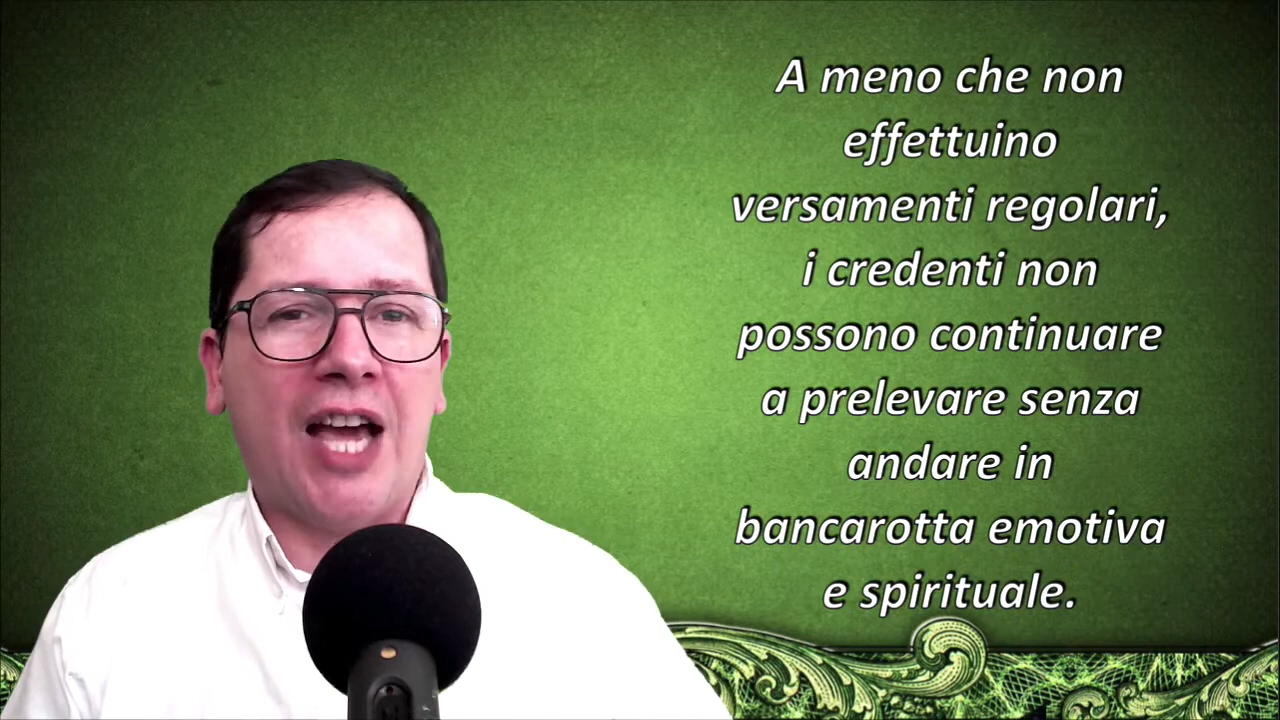 A meno che non
effettuino
versamenti regolari,
i credenti non
possono continuare
a prelevare senza
andare in
bancarotta emotiva
e spirituale.